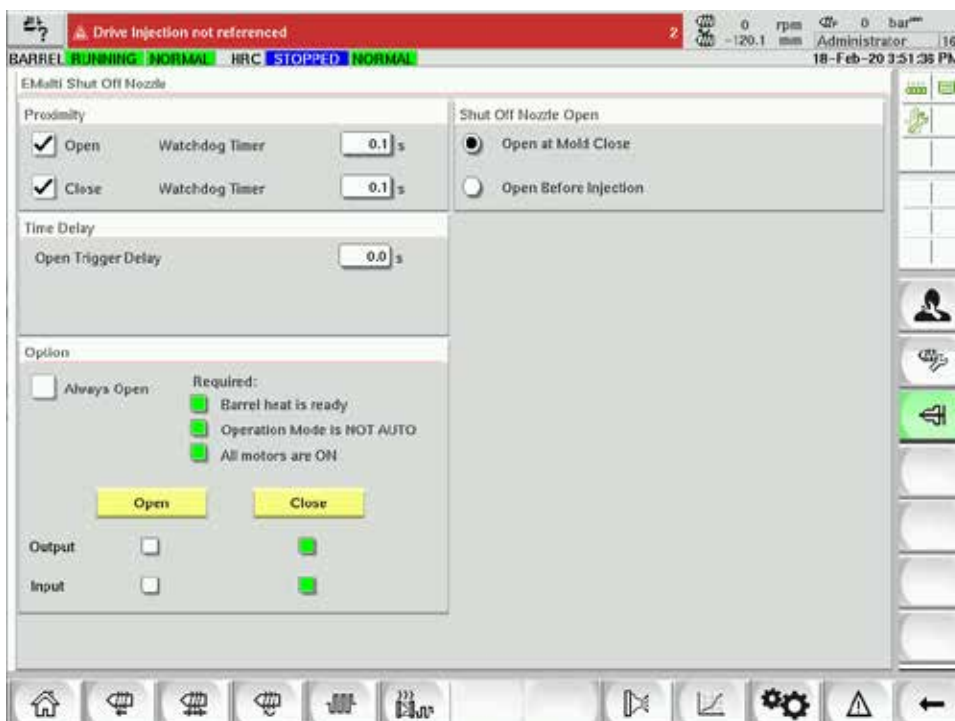 Drive Injection not referenced 2
0 rpm 0 bar
-120.1 mm Administrator 16
BARREL RUNNING NORMAL HRC STOPPED NORMAL 18-Feb-20 3:51:36 PM
EMulti Shut Off Nozzle
Proximity
Open Watchdog Timer 0.1 s
Close Watchdog Timer 0.1 s
Shut Off Nozzle Open
Open at Mold Close
Open Before Injection
Time Delay
Open Trigger Delay 0.0 s
Option
Always Open
Required:
Barrel heat is ready
Operation Mode is NOT AUTO
All motors are ON
Open Close
Output
Input